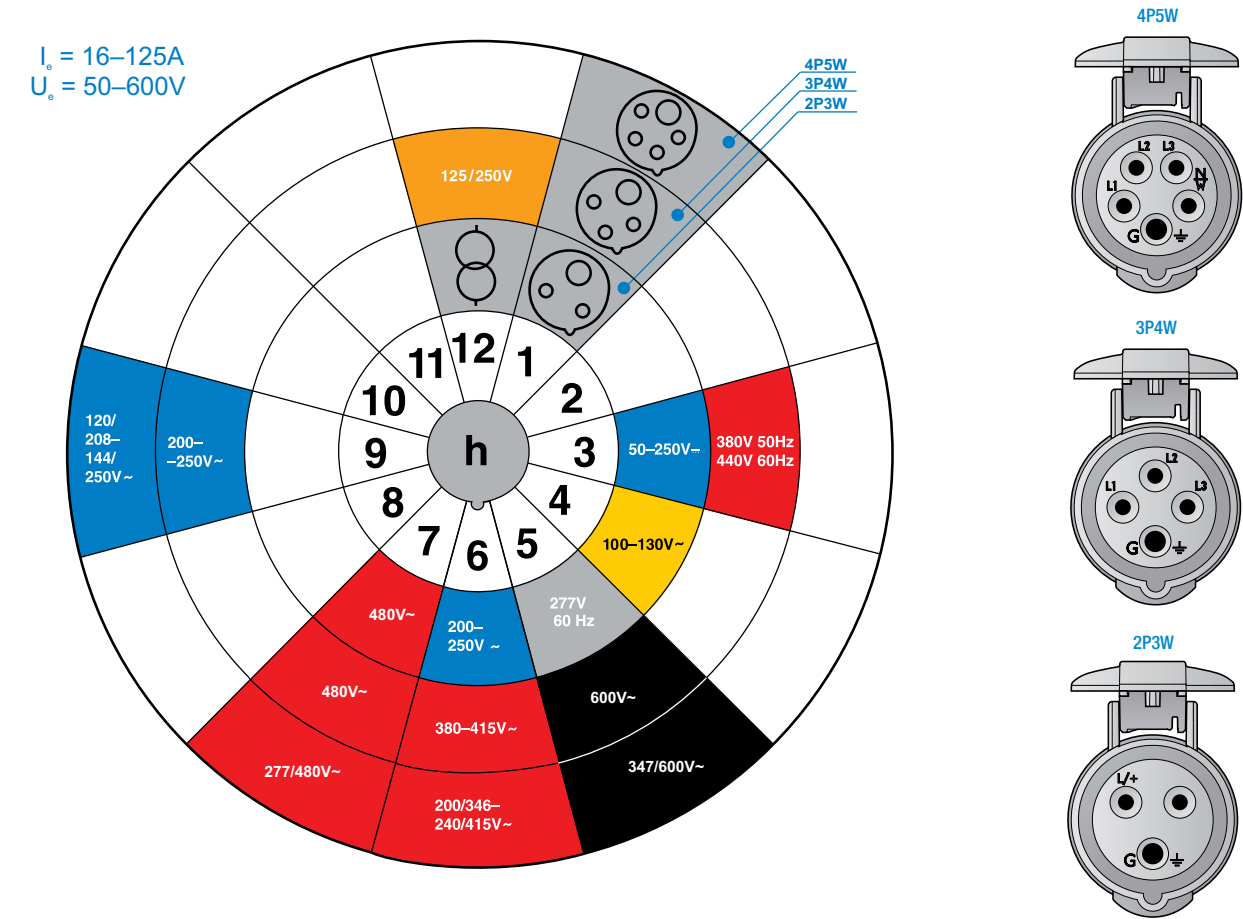 Ie = 16–125A
Ue = 50–600V
4P5W
3P4W
2P3W
125/250V
12
1
2
3
4
5
6
7
8
9
10
11
h
50–250V⎓
380V 50Hz
440V 60Hz
100–130V~
277V
60 Hz
600V~
347/600V~
200–
250V ~
380–415V~
200/346–
240/415V~
480V~
480V~
277/480V~
200–
–250V~
120/
208–
144/
250V~
4P5W
L2 L3
L1
N
W
G
3P4W
L2
L1
L3
G
2P3W
L/+
G